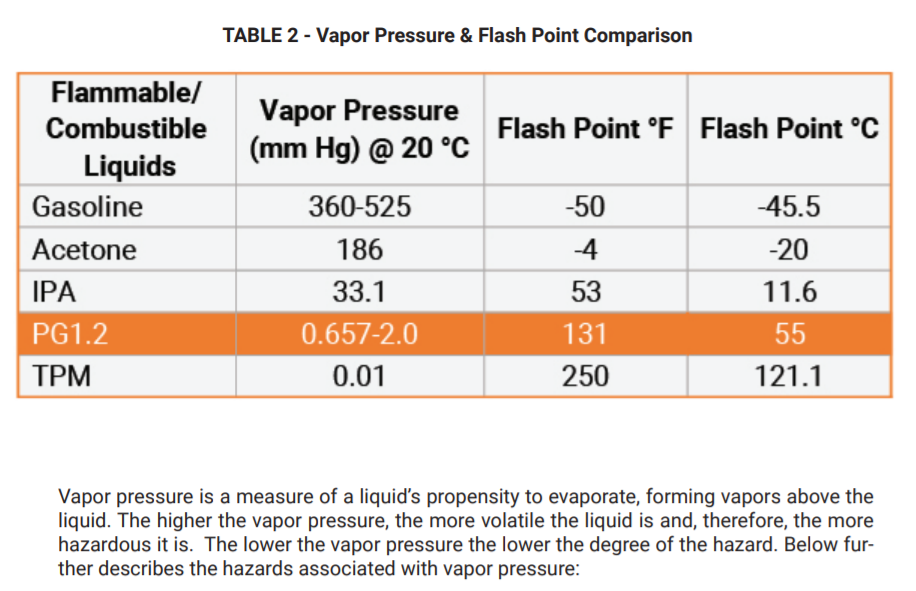 TABLE 2 - Vapor Pressure & Flash Point Comparison
Flammable/
Combustible
Liquids
Vapor Pressure
(mm Hg) @ 20 °C
Flash Point °F
Flash Point °C
Gasoline 360-525 -50 -45.5
Acetone 186 -4 -20
IPA 33.1 53 11.6
PG1.2 0.657-2.0 131 55
TPM 0.01 250 121.1
Vapor pressure is a measure of a liquid’s propensity to evaporate, forming vapors above the
liquid. The higher the vapor pressure, the more volatile the liquid is and, therefore, the more
hazardous it is.  The lower the vapor pressure the lower the degree of the hazard. Below fur-
ther describes the hazards associated with vapor pressure: